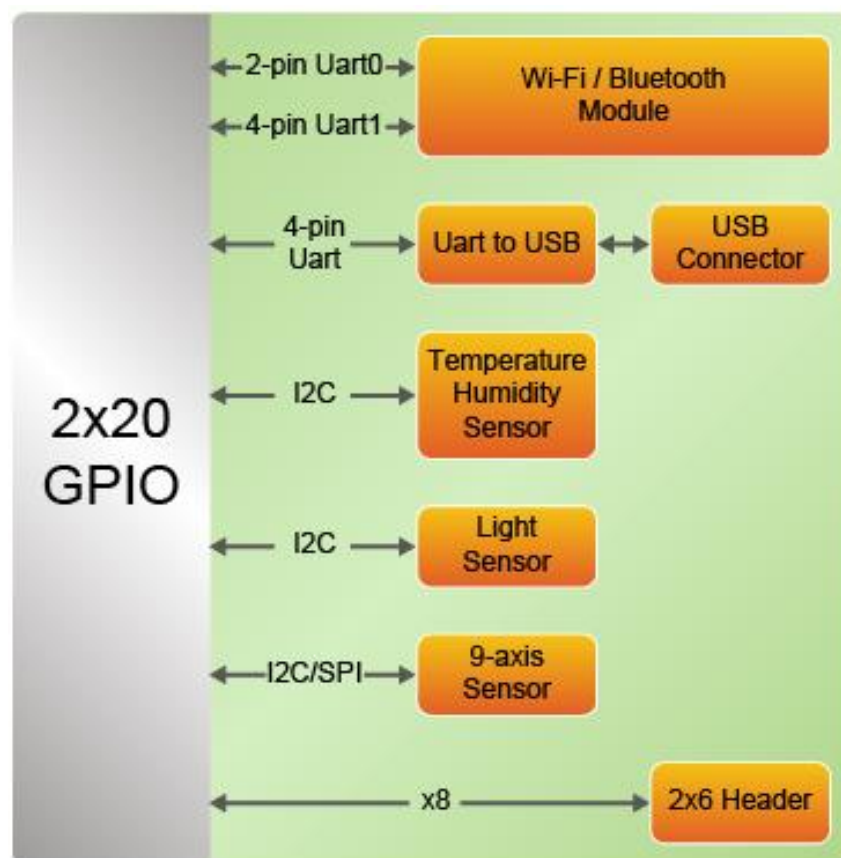 2x20
GPIO
2-pin Uart0
4-pin Uart1
Wi-Fi / Bluetooth
Module
4-pin
Uart
Uart to USB
USB
Connector
I2C
Temperature
Humidity
Sensor
I2C
Light
Sensor
I2C/SPI
9-axis
Sensor
x8
2x6 Header